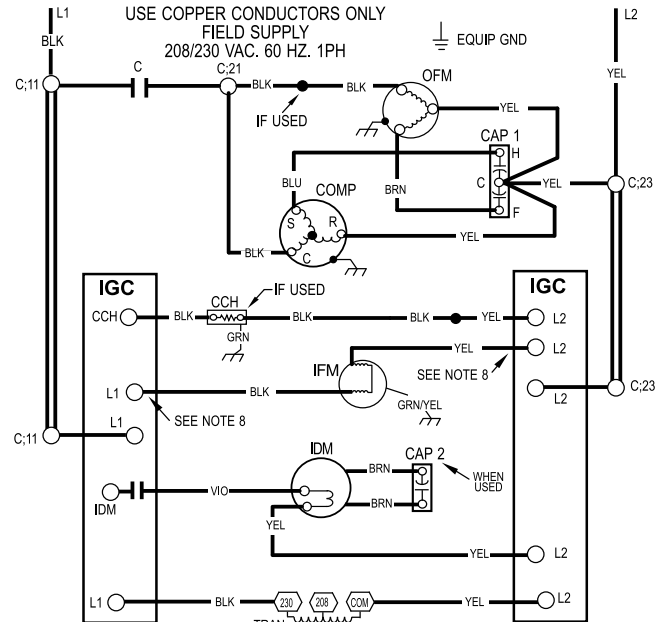 L1
USE COPPER CONDUCTORS ONLY
FIELD SUPPLY
208/230 VAC. 60 HZ. 1PH
EQUIP GND
L2
BLK
YEL
C;11
C
C;21
BLK
IF USED
BLK
OFM
YEL
CAP 1
H
C
F
YEL
C;23
BLU
COMP
BRN
S
R
C
BLK
YEL
IGC
IGC
CCH
BLK
CCH
IF USED
GRN
BLK
BLK
YEL
L2
YEL
L2
SEE NOTE 8
IFM
L1
SEE NOTE 8
BLK
GRN/YEL
L2
C;23
C;11
L1
IDM
VIO
IDM
BRN
BRN
CAP 2
WHEN
USED
YEL
YEL
L2
L1
BLK
230
208
COM
YEL
L2
TRAN